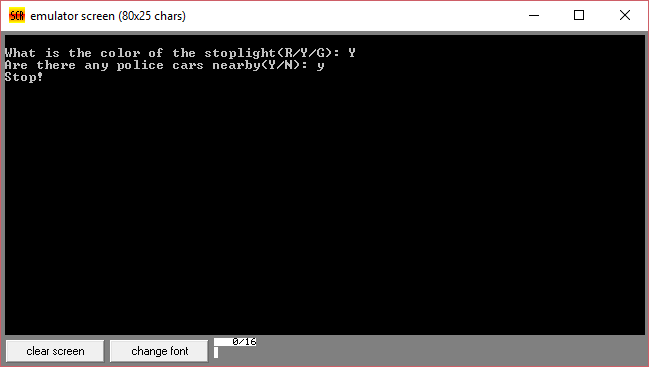 SCR emulator screen (80x25 chars)
What is the color of the stoplight(R/Y/G): Y
Are there any police cars nearby(Y/N): y
Stop!
clear screen change font 0/16